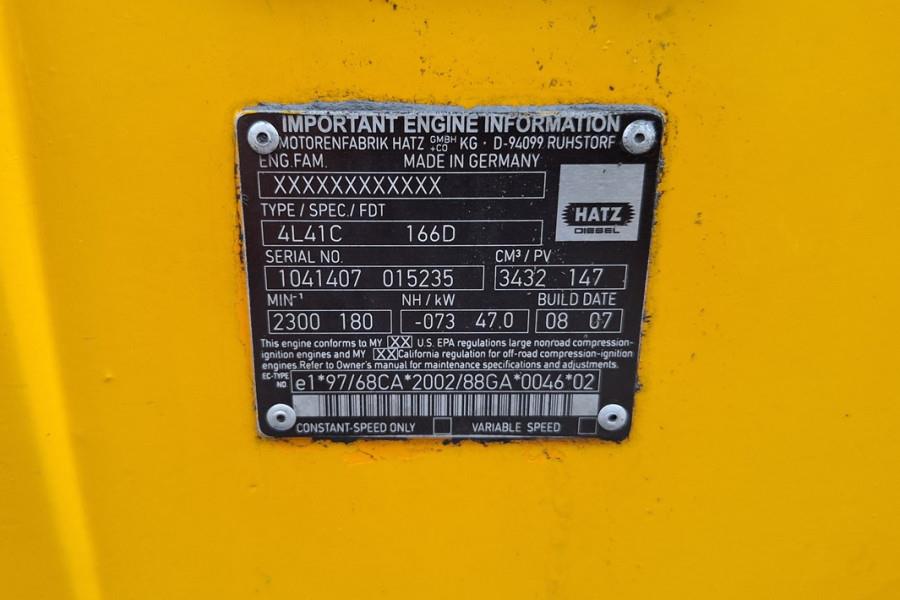 IMPORTANT ENGINE INFORMATION
MOTORENFABRIK HATZ GMBH +CO KG · D-94099 RUHSTORF
ENG.FAM. MADE IN GERMANY
XXXXXXXXXXXX
HATZ
DIESEL
TYPE / SPEC./ FDT
4L41C 166D
SERIAL NO. CM³ / PV
1041407 015235 3432 147
MIN⁻¹ NH / kW BUILD DATE
2300 180 -073 47.0 08 07
This engine conforms to MY XX U.S. EPA regulations large nonroad compression-
ignition engines and MY XX California regulation for off-road compression-ignition
engines. Refer to Owner's manual for maintenance specifications and adjustments.
EC-TYPE NO e1*97/68CA*2002/88GA*0046*02
CONSTANT-SPEED ONLY VARIABLE SPEED